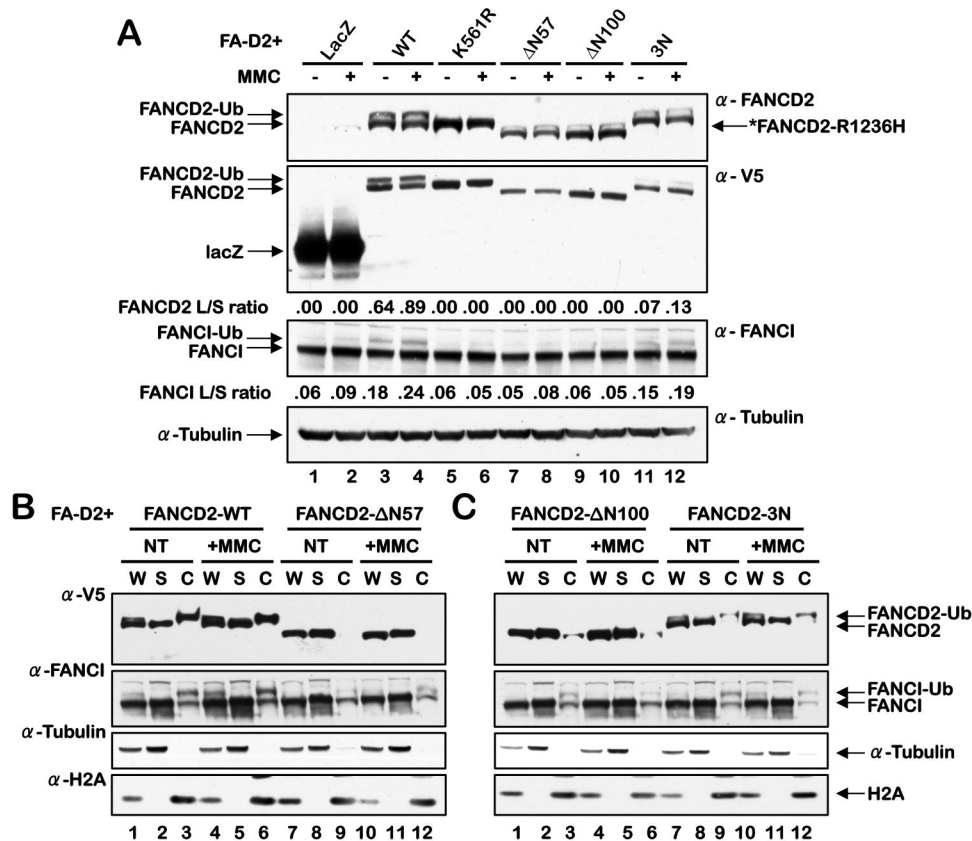 A
FA-D2+ LacZ WT K561R ΔN57 ΔN100 3N
MMC - + - + - + - + - + - +
FANCD2-Ub
FANCD2
α - FANCD2
*FANCD2-R1236H
FANCD2-Ub
FANCD2
lacZ
α - V5
FANCD2 L/S ratio .00 .00 .64 .89 .00 .00 .00 .00 .00 .00 .07 .13
FANCI-Ub
FANCI
α - FANCI
FANCI L/S ratio .06 .09 .18 .24 .06 .05 .05 .08 .06 .05 .15 .19
α -Tubulin
α - Tubulin
1 2 3 4 5 6 7 8 9 10 11 12
B
FA-D2+ FANCD2-WT FANCD2-ΔN57
NT +MMC NT +MMC
W S C W S C W S C W S C
α -V5
α -FANCI
α -Tubulin
α -H2A
1 2 3 4 5 6 7 8 9 10 11 12
C
FANCD2-ΔN100 FANCD2-3N
NT +MMC NT +MMC
W S C W S C W S C W S C
FANCD2-Ub
FANCD2
FANCI-Ub
FANCI
α -Tubulin
H2A
1 2 3 4 5 6 7 8 9 10 11 12